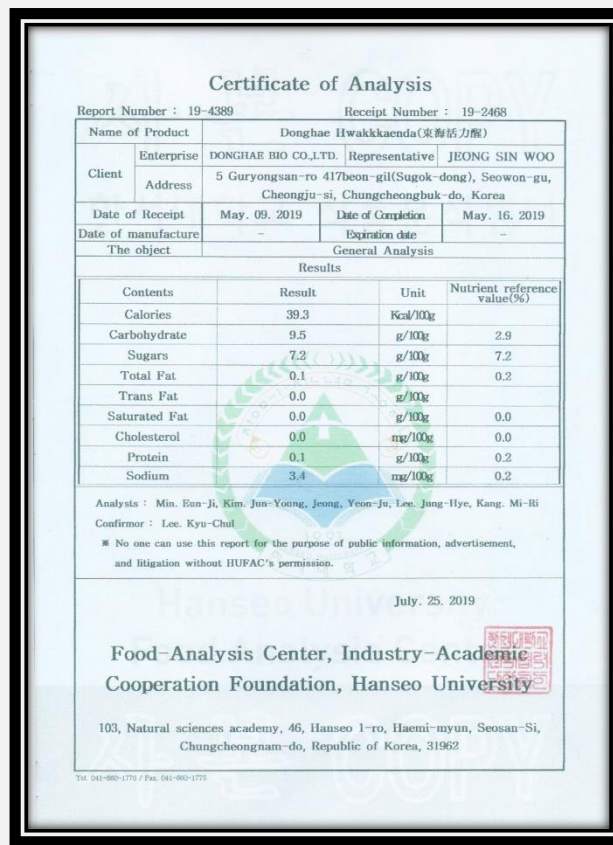 Certificate of Analysis
Report Number : 19-4389 Receipt Number : 19-2468
Name of Product Donghae Hwakkkaenda(東海活力醒)
Client Enterprise DONGHAE BIO CO.,LTD. Representative JEONG SIN WOO
Address 5 Guryongsan-ro 417beon-gil(Sugok-dong), Seowon-gu,
Cheongju-si, Chungcheongbuk-do, Korea
Date of Receipt May. 09. 2019 Date of Completion May. 16. 2019
Date of manufacture - Expiration date -
The object General Analysis
Results
Contents Result Unit Nutrient reference value(%)
Calories 39.3 Kcal/100g
Carbohydrate 9.5 g/100g 2.9
Sugars 7.2 g/100g 7.2
Total Fat 0.1 g/100g 0.2
Trans Fat 0.0 g/100g
Saturated Fat 0.0 g/100g 0.0
Cholesterol 0.0 mg/100g 0.0
Protein 0.1 g/100g 0.2
Sodium 3.4 mg/100g 0.2
Analysts : Min. Eun-Ji, Kim. Jun-Young, Jeong, Yeon-Ju, Lee. Jung-Hye, Kang. Mi-Ri
Confirmor : Lee. Kyu-Chul
※ No one can use this report for the purpose of public information, advertisement,
and litigation without HUFAC's permission.
July. 25. 2019
Food-Analysis Center, Industry-Academic
Cooperation Foundation, Hanseo University
103, Natural sciences academy, 46, Hanseo 1-ro, Haemi-myun, Seosan-Si,
Chungcheongnam-do, Republic of Korea, 31962
Tel. 041-660-1776 / Fax. 041-660-1775